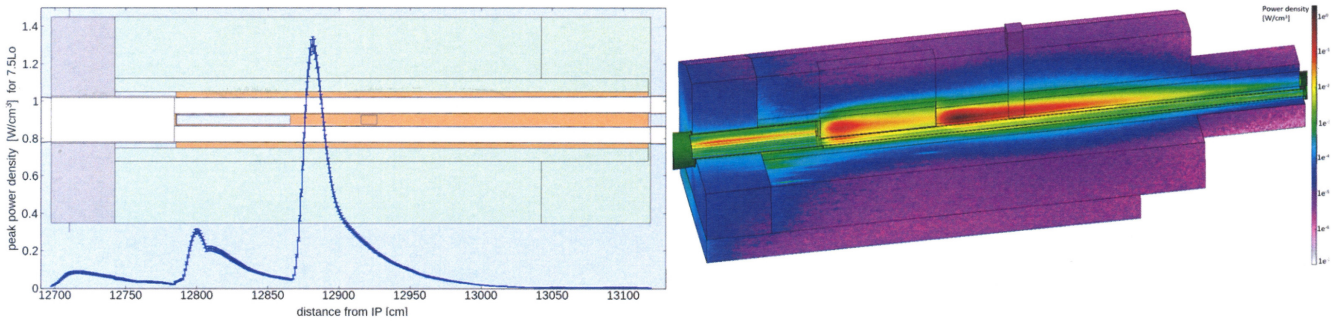 peak power density [W/cm³] for 7.5Lo
1.4
1.2
1
0.8
0.6
0.4
0.2
0
12700 12750 12800 12850 12900 12950 13000 13050 13100
distance from IP [cm]
Power density
[W/cm³]